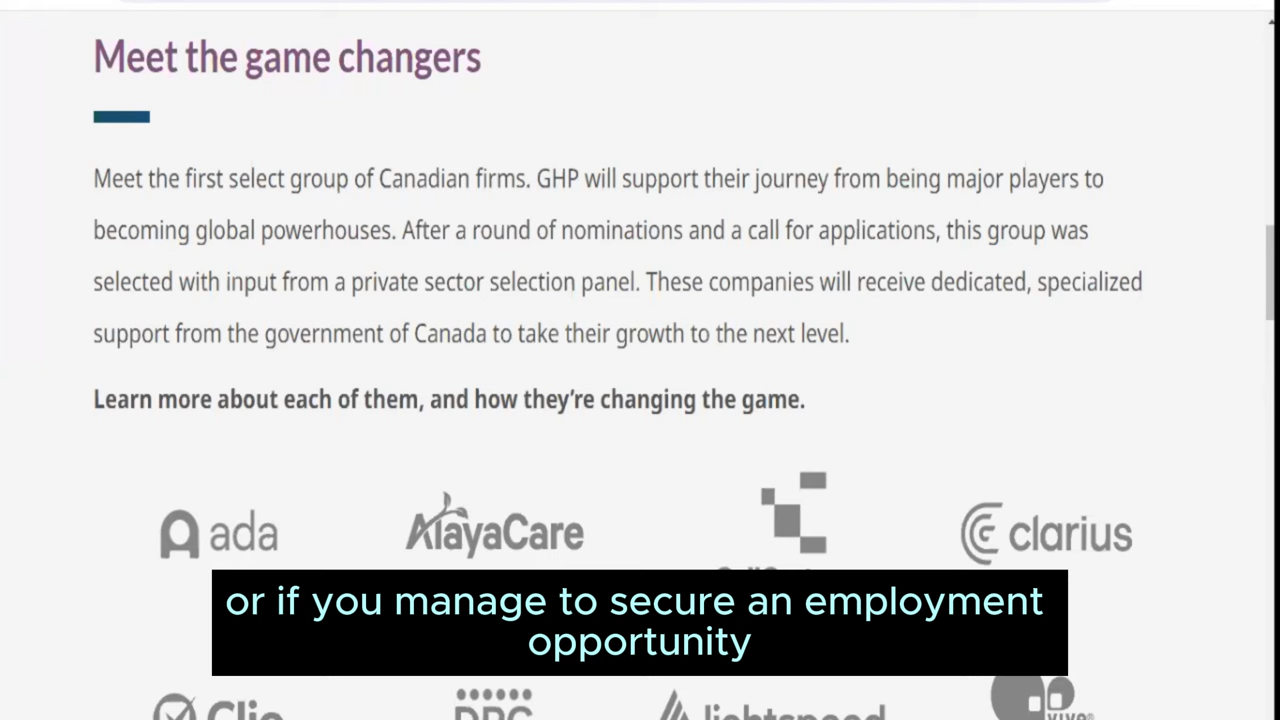 Meet the game changers
Meet the first select group of Canadian firms. GHP will support their journey from being major players to
becoming global powerhouses. After a round of nominations and a call for applications, this group was
selected with input from a private sector selection panel. These companies will receive dedicated, specialized
support from the government of Canada to take their growth to the next level.
Learn more about each of them, and how they're changing the game.
ada AlayaCare clarius
or if you manage to secure an employment
opportunity
Clio lightspeed